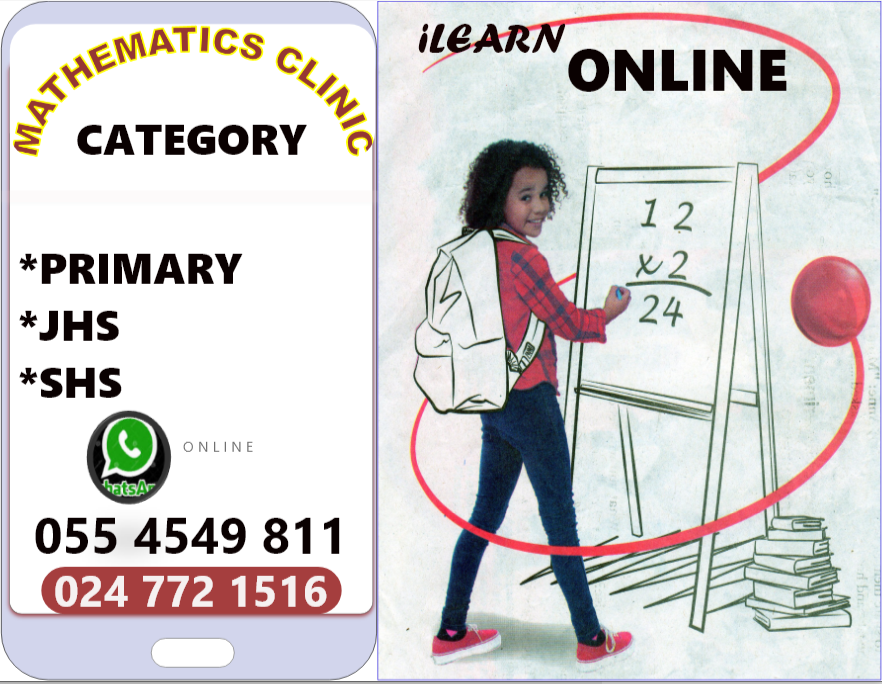 MATHEMATICS CLINIC
CATEGORY
*PRIMARY
*JHS
*SHS
ONLINE
055 4549 811
024 772 1516
iLEARN
ONLINE
12
x2
24